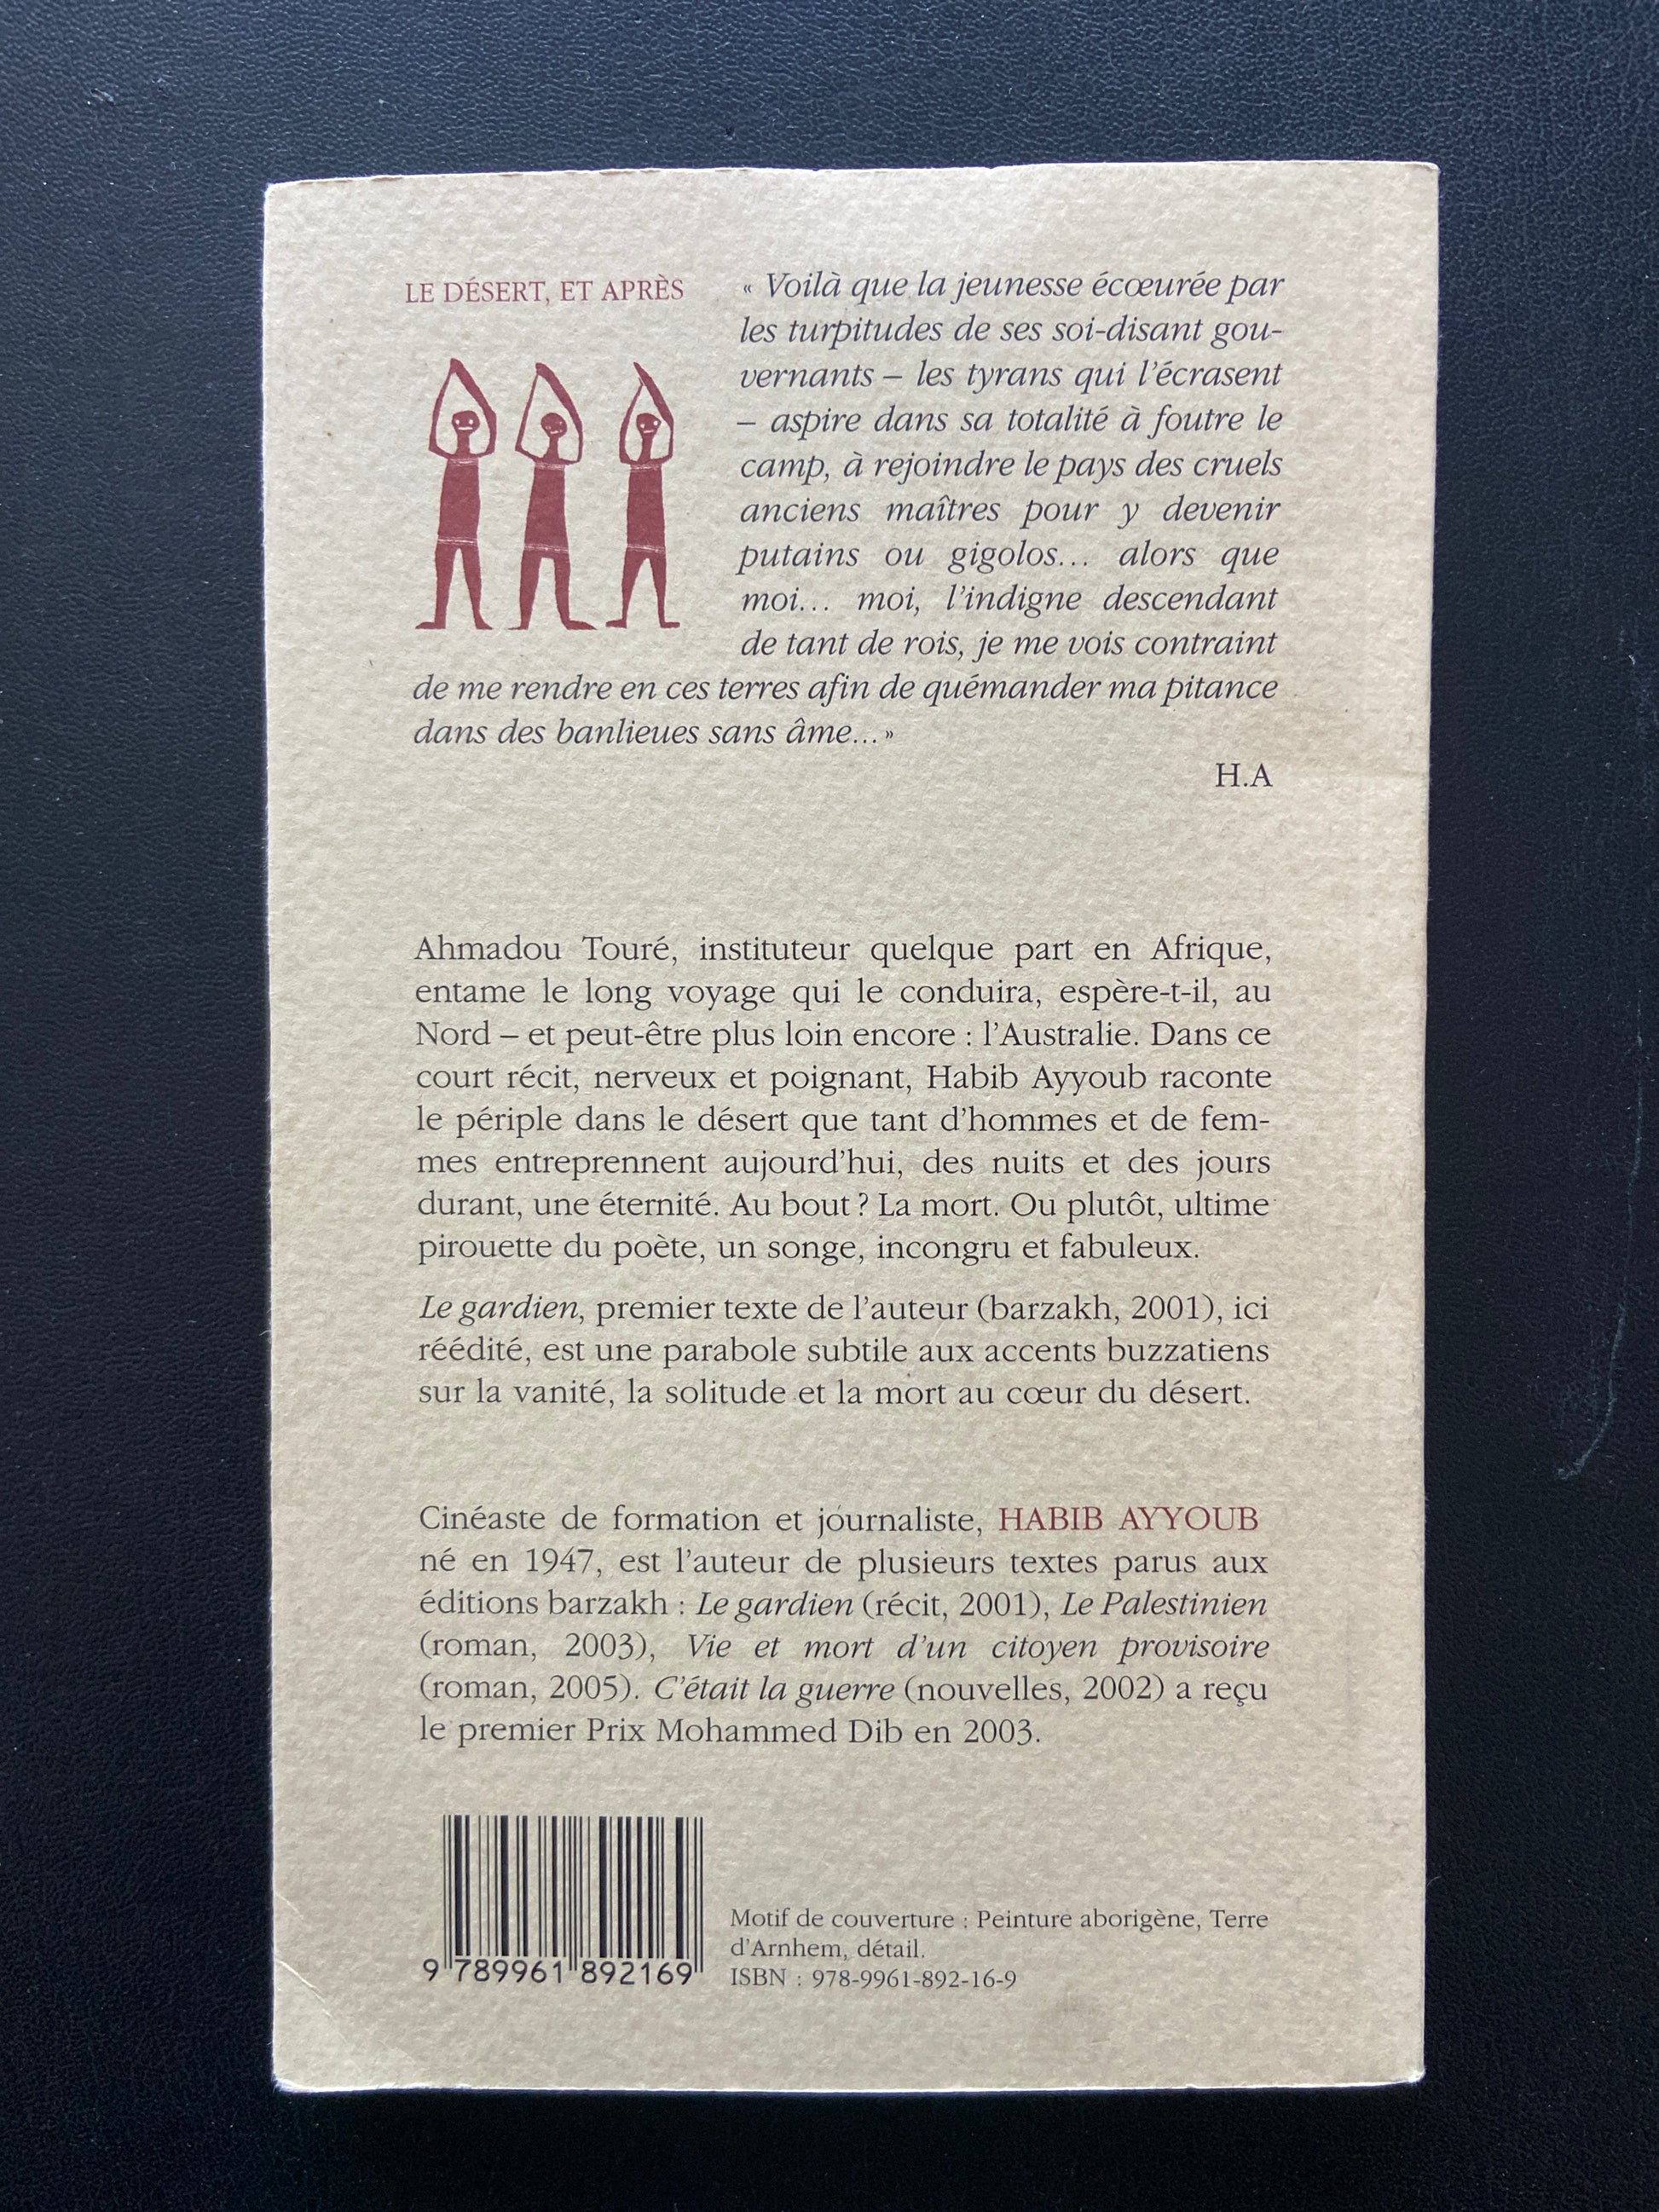 LE DÉSERT, ET APRÈS
« Voilà que la jeunesse écœurée par
les turpitudes de ses soi-disant gou-
vernants – les tyrans qui l'écrasent
– aspire dans sa totalité à foutre le
camp, à rejoindre le pays des cruels
anciens maîtres pour y devenir
putains ou gigolos... alors que
moi... moi, l'indigne descendant
de tant de rois, je me vois contraint
de me rendre en ces terres afin de quémander ma pitance
dans des banlieues sans âme...»
H.A
Ahmadou Touré, instituteur quelque part en Afrique,
entame le long voyage qui le conduira, espère-t-il, au
Nord – et peut-être plus loin encore : l'Australie. Dans ce
court récit, nerveux et poignant, Habib Ayyoub raconte
le périple dans le désert que tant d'hommes et de fem-
mes entreprennent aujourd'hui, des nuits et des jours
durant, une éternité. Au bout ? La mort. Ou plutôt, ultime
pirouette du poète, un songe, incongru et fabuleux.
Le gardien, premier texte de l'auteur (barzakh, 2001), ici
réédité, est une parabole subtile aux accents buzzatiens
sur la vanité, la solitude et la mort au cœur du désert.
Cinéaste de formation et journaliste, HABIB AYYOUB
né en 1947, est l'auteur de plusieurs textes parus aux
éditions barzakh : Le gardien (récit, 2001), Le Palestinien
(roman, 2003), Vie et mort d'un citoyen provisoire
(roman, 2005). C'était la guerre (nouvelles, 2002) a reçu
le premier Prix Mohammed Dib en 2003.
9 789961 892169
Motif de couverture : Peinture aborigène, Terre
d'Arnhem, détail.
ISBN : 978-9961-892-16-9